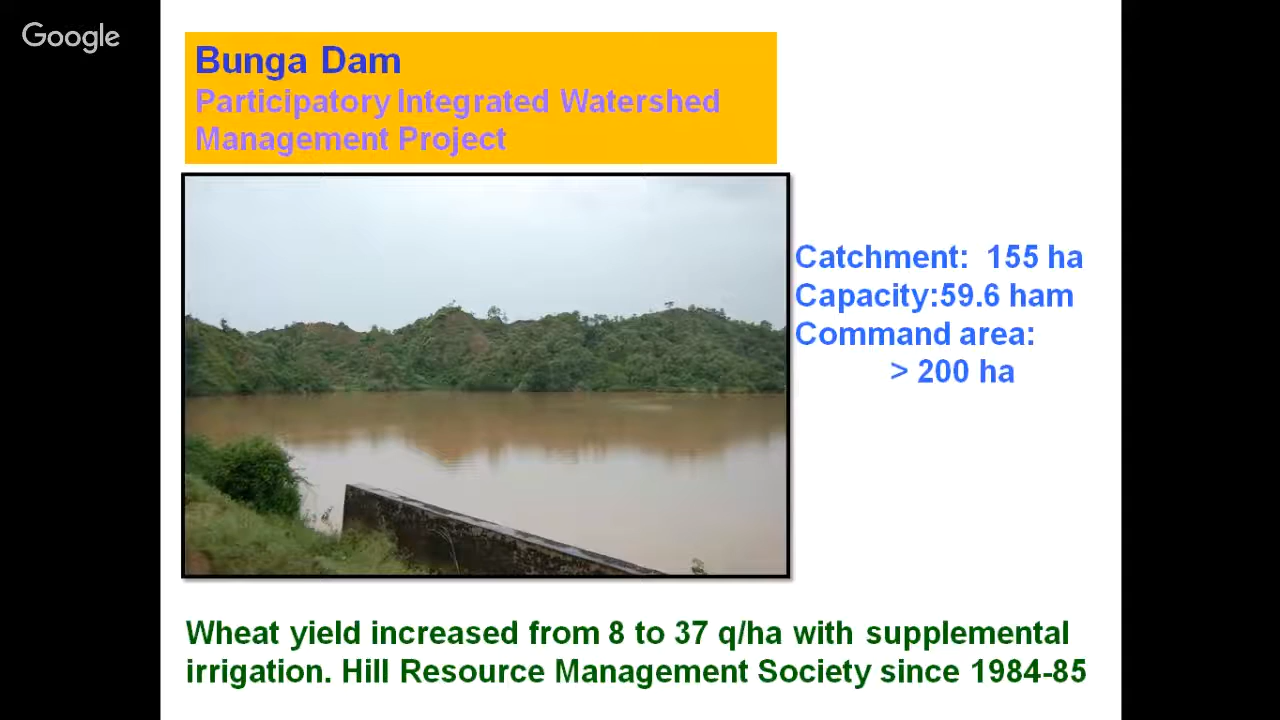 Google
Bunga Dam
Participatory Integrated Watershed
Management Project
Catchment:  155 ha
Capacity:59.6 ham
Command area:
> 200 ha
Wheat yield increased from 8 to 37 q/ha with supplemental
irrigation. Hill Resource Management Society since 1984-85